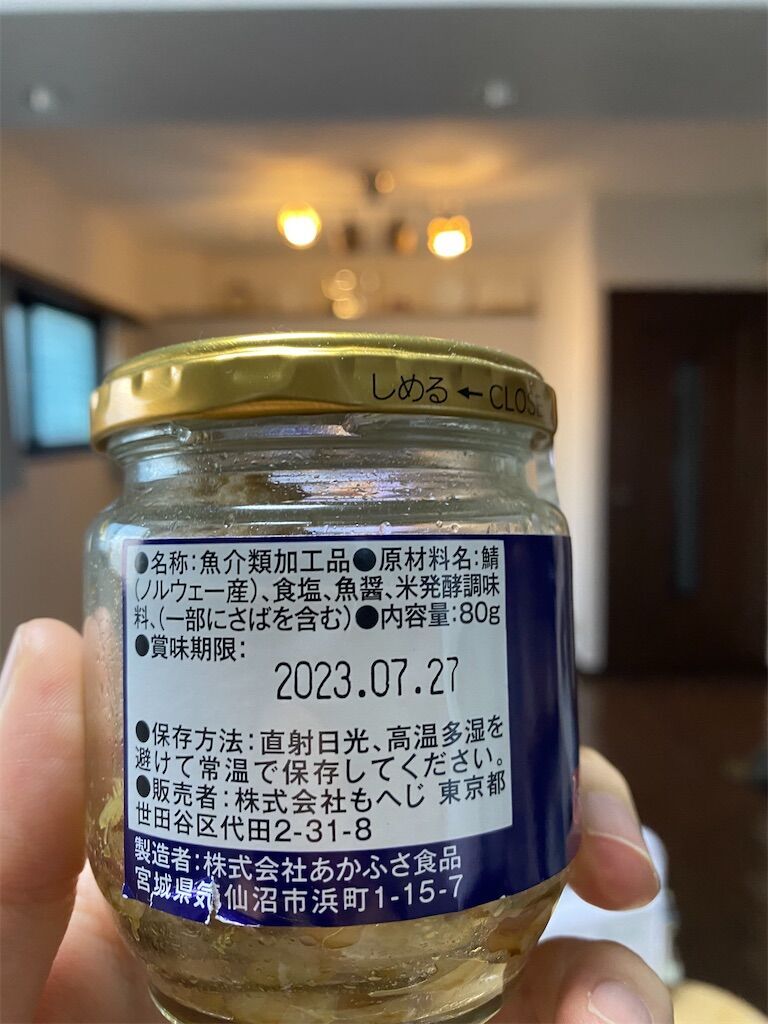 しめる←CLOSE
●名称:魚介類加工品●原材料名:鯖
(ノルウェー産)、食塩、魚醤、米発酵調味
料、(一部にさばを含む)●内容量:80g
●賞味期限:
2023.07.27
●保存方法:直射日光、高温多湿を
避けて常温で保存してください。
●販売者:株式会社もへじ 東京都
世田谷区代田2-31-8
製造者:株式会社あかふさ食品
宮城県気仙沼市浜町1-15-7